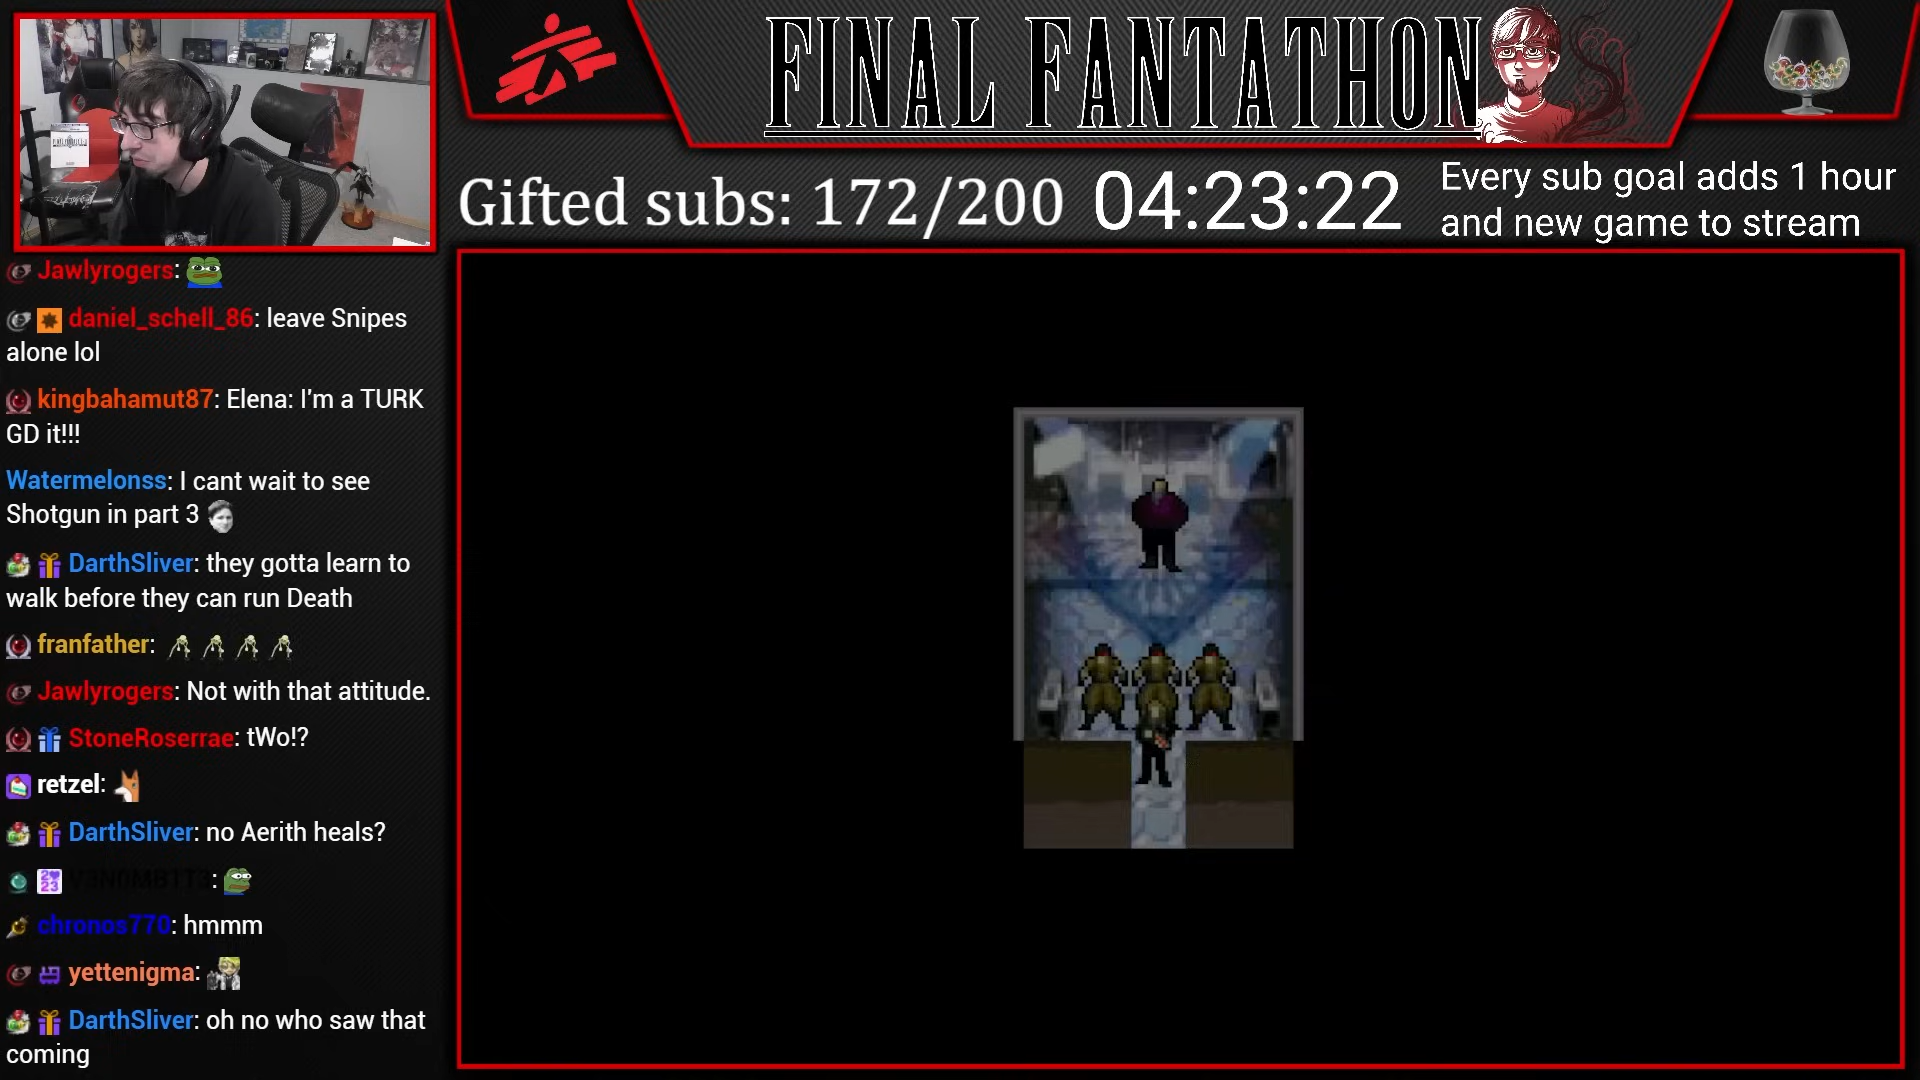 FINAL FANTATHON
Gifted subs: 172/200
04:23:22
Every sub goal adds 1 hour
and new game to stream
Jawlyrogers:
daniel_schell_86: leave Snipes
alone lol
kingbahamut87: Elena: I'm a TURK
GD it!!!
Watermelonss: I cant wait to see
Shotgun in part 3
DarthSliver: they gotta learn to
walk before they can run Death
franfather:
Jawlyrogers: Not with that attitude.
StoneRoserrae: tWo!?
retzel:
DarthSliver: no Aerith heals?
V3N0MB1T3:
chronos770: hmmm
yettenigma:
DarthSliver: oh no who saw that
coming